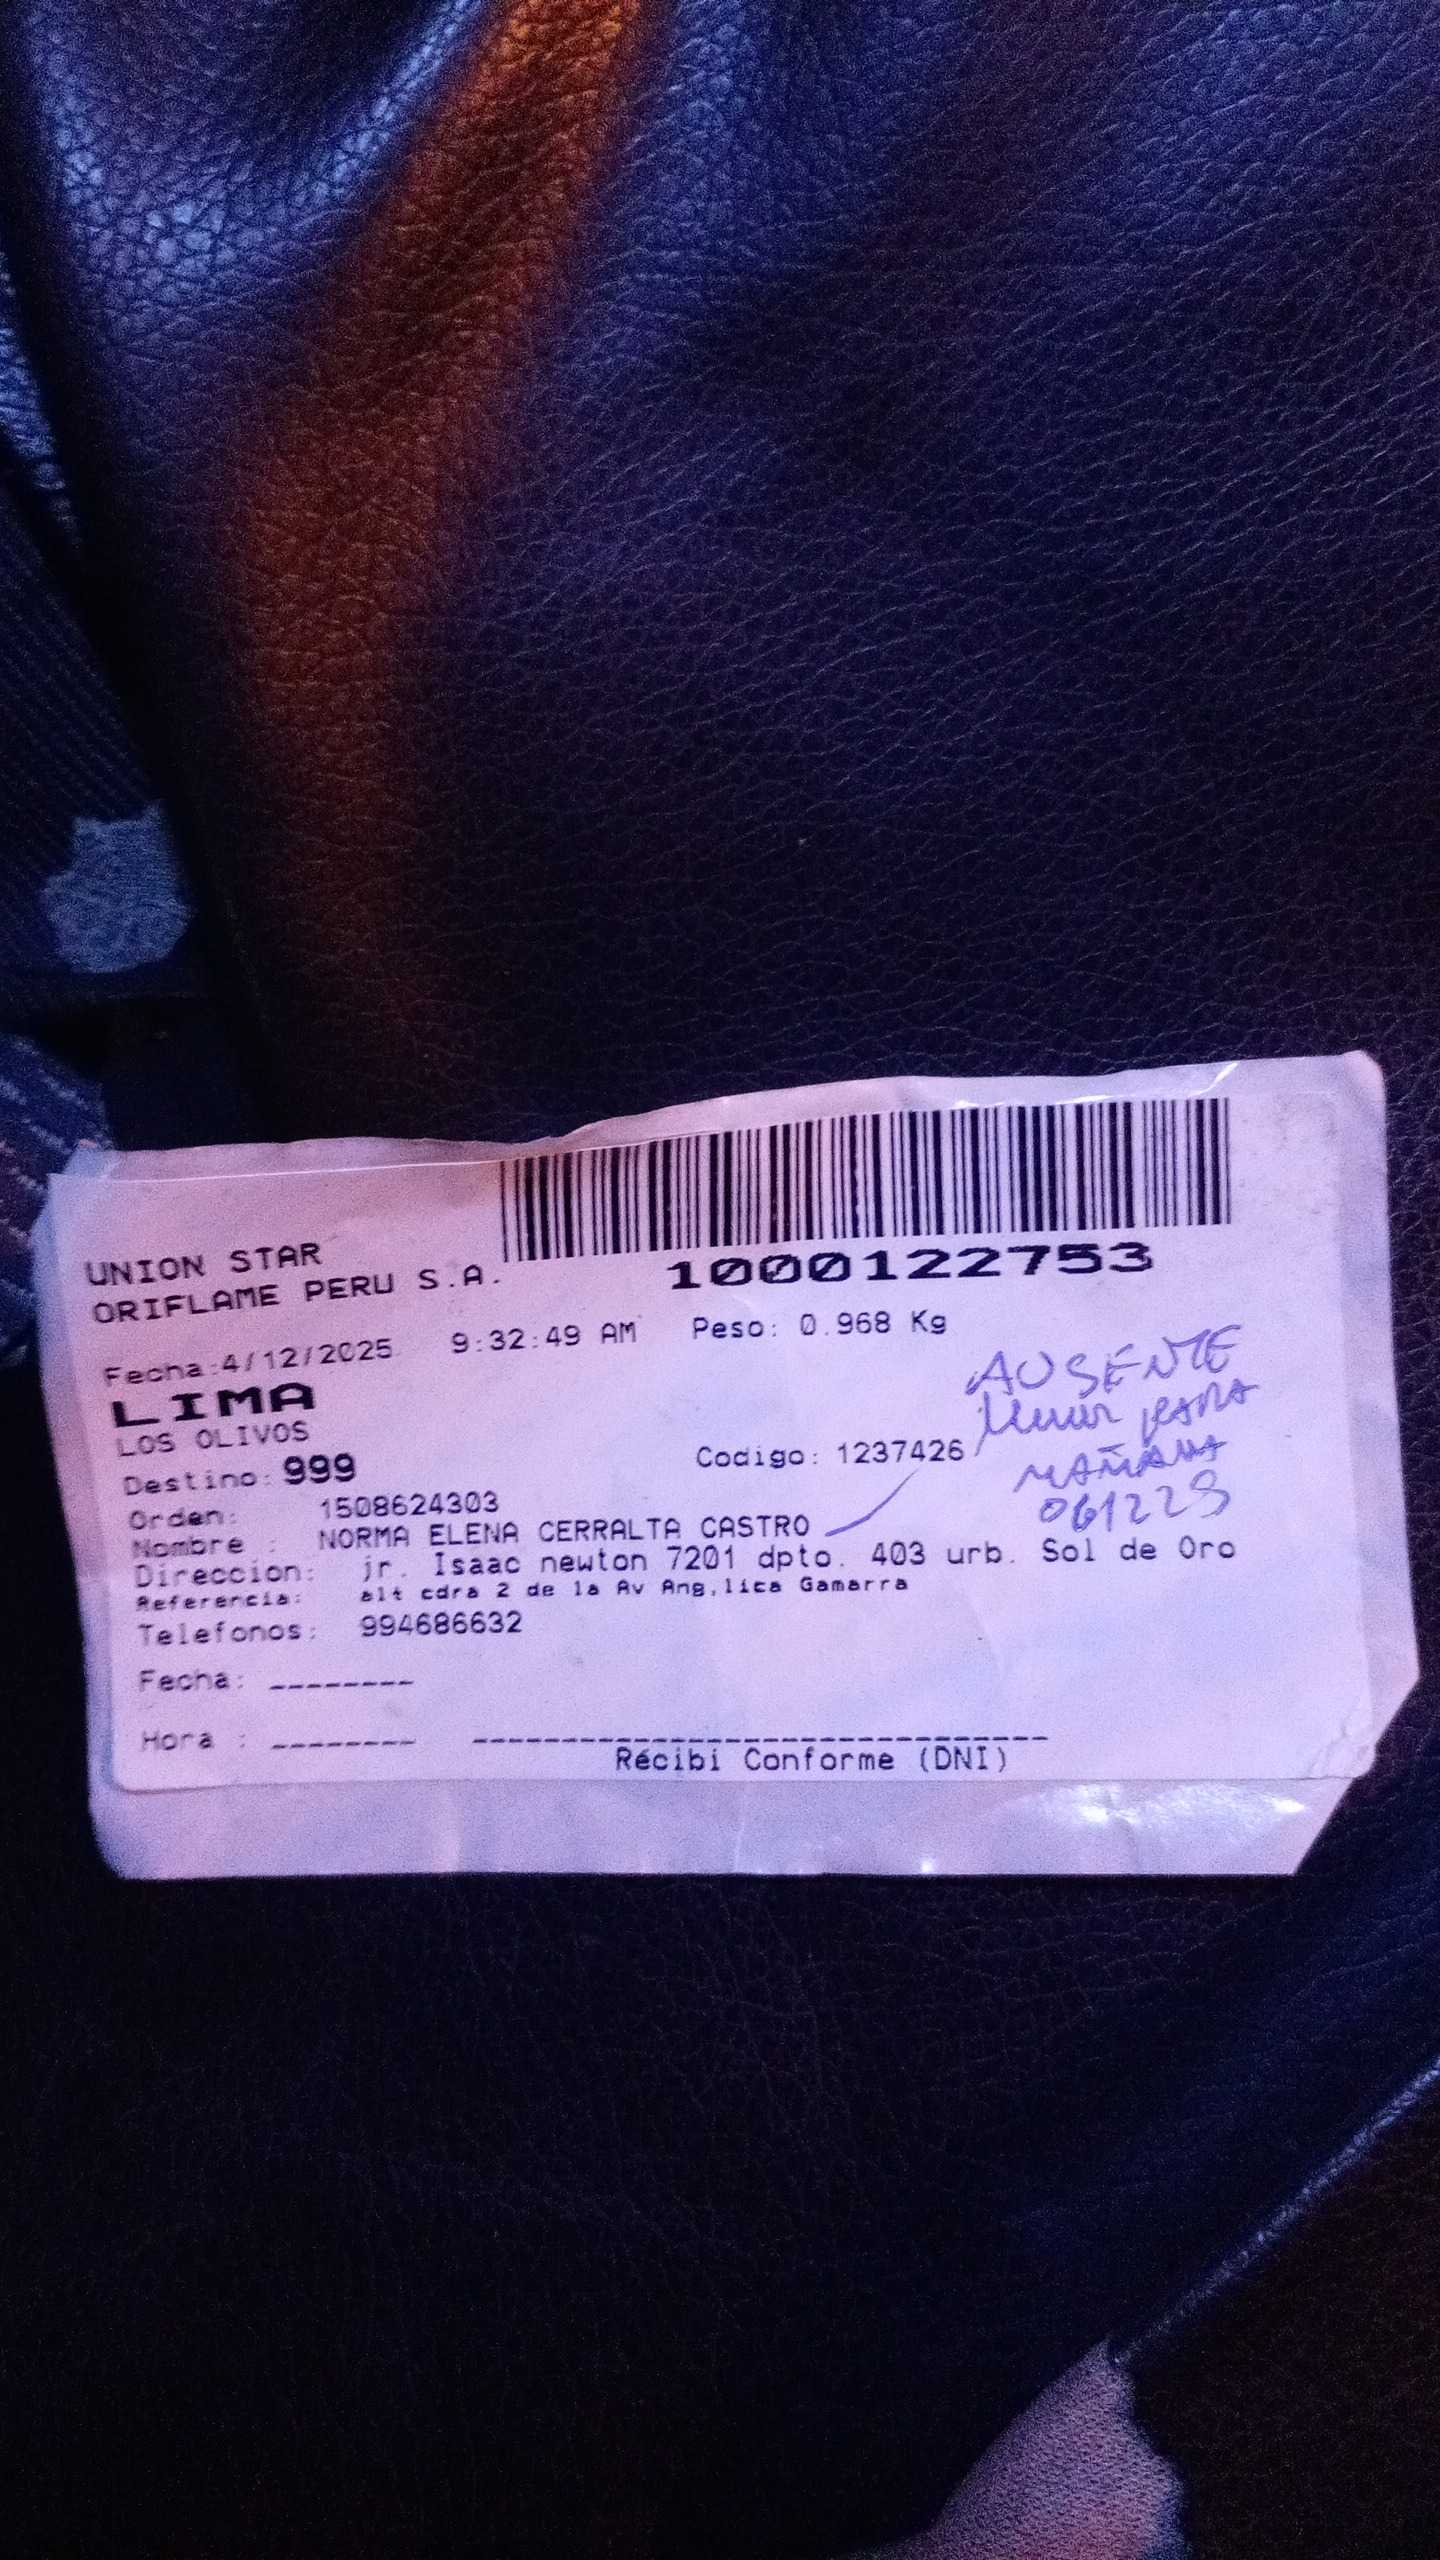 UNION STAR
ORIFLAME PERU S.A.
1000122753
Fecha:4/12/2025 9:32:49 AM Peso: 0.968 Kg
LIMA
LOS OLIVOS
Destino: 999 Codigo: 1237426
AUSENTE
PARA
MAÑANA
Orden: 1508624303
Nombre : NORMA ELENA CERRALTA CASTRO
Direccion: jr. Isaac newton 7201 dpto. 403 urb. Sol de Oro
Referencia: alt cdra 2 de la Av Ang,lica Gamarra
Telefonos: 994686632
Fecha: --------
Hora : --------
Recibi Conforme (DNI)